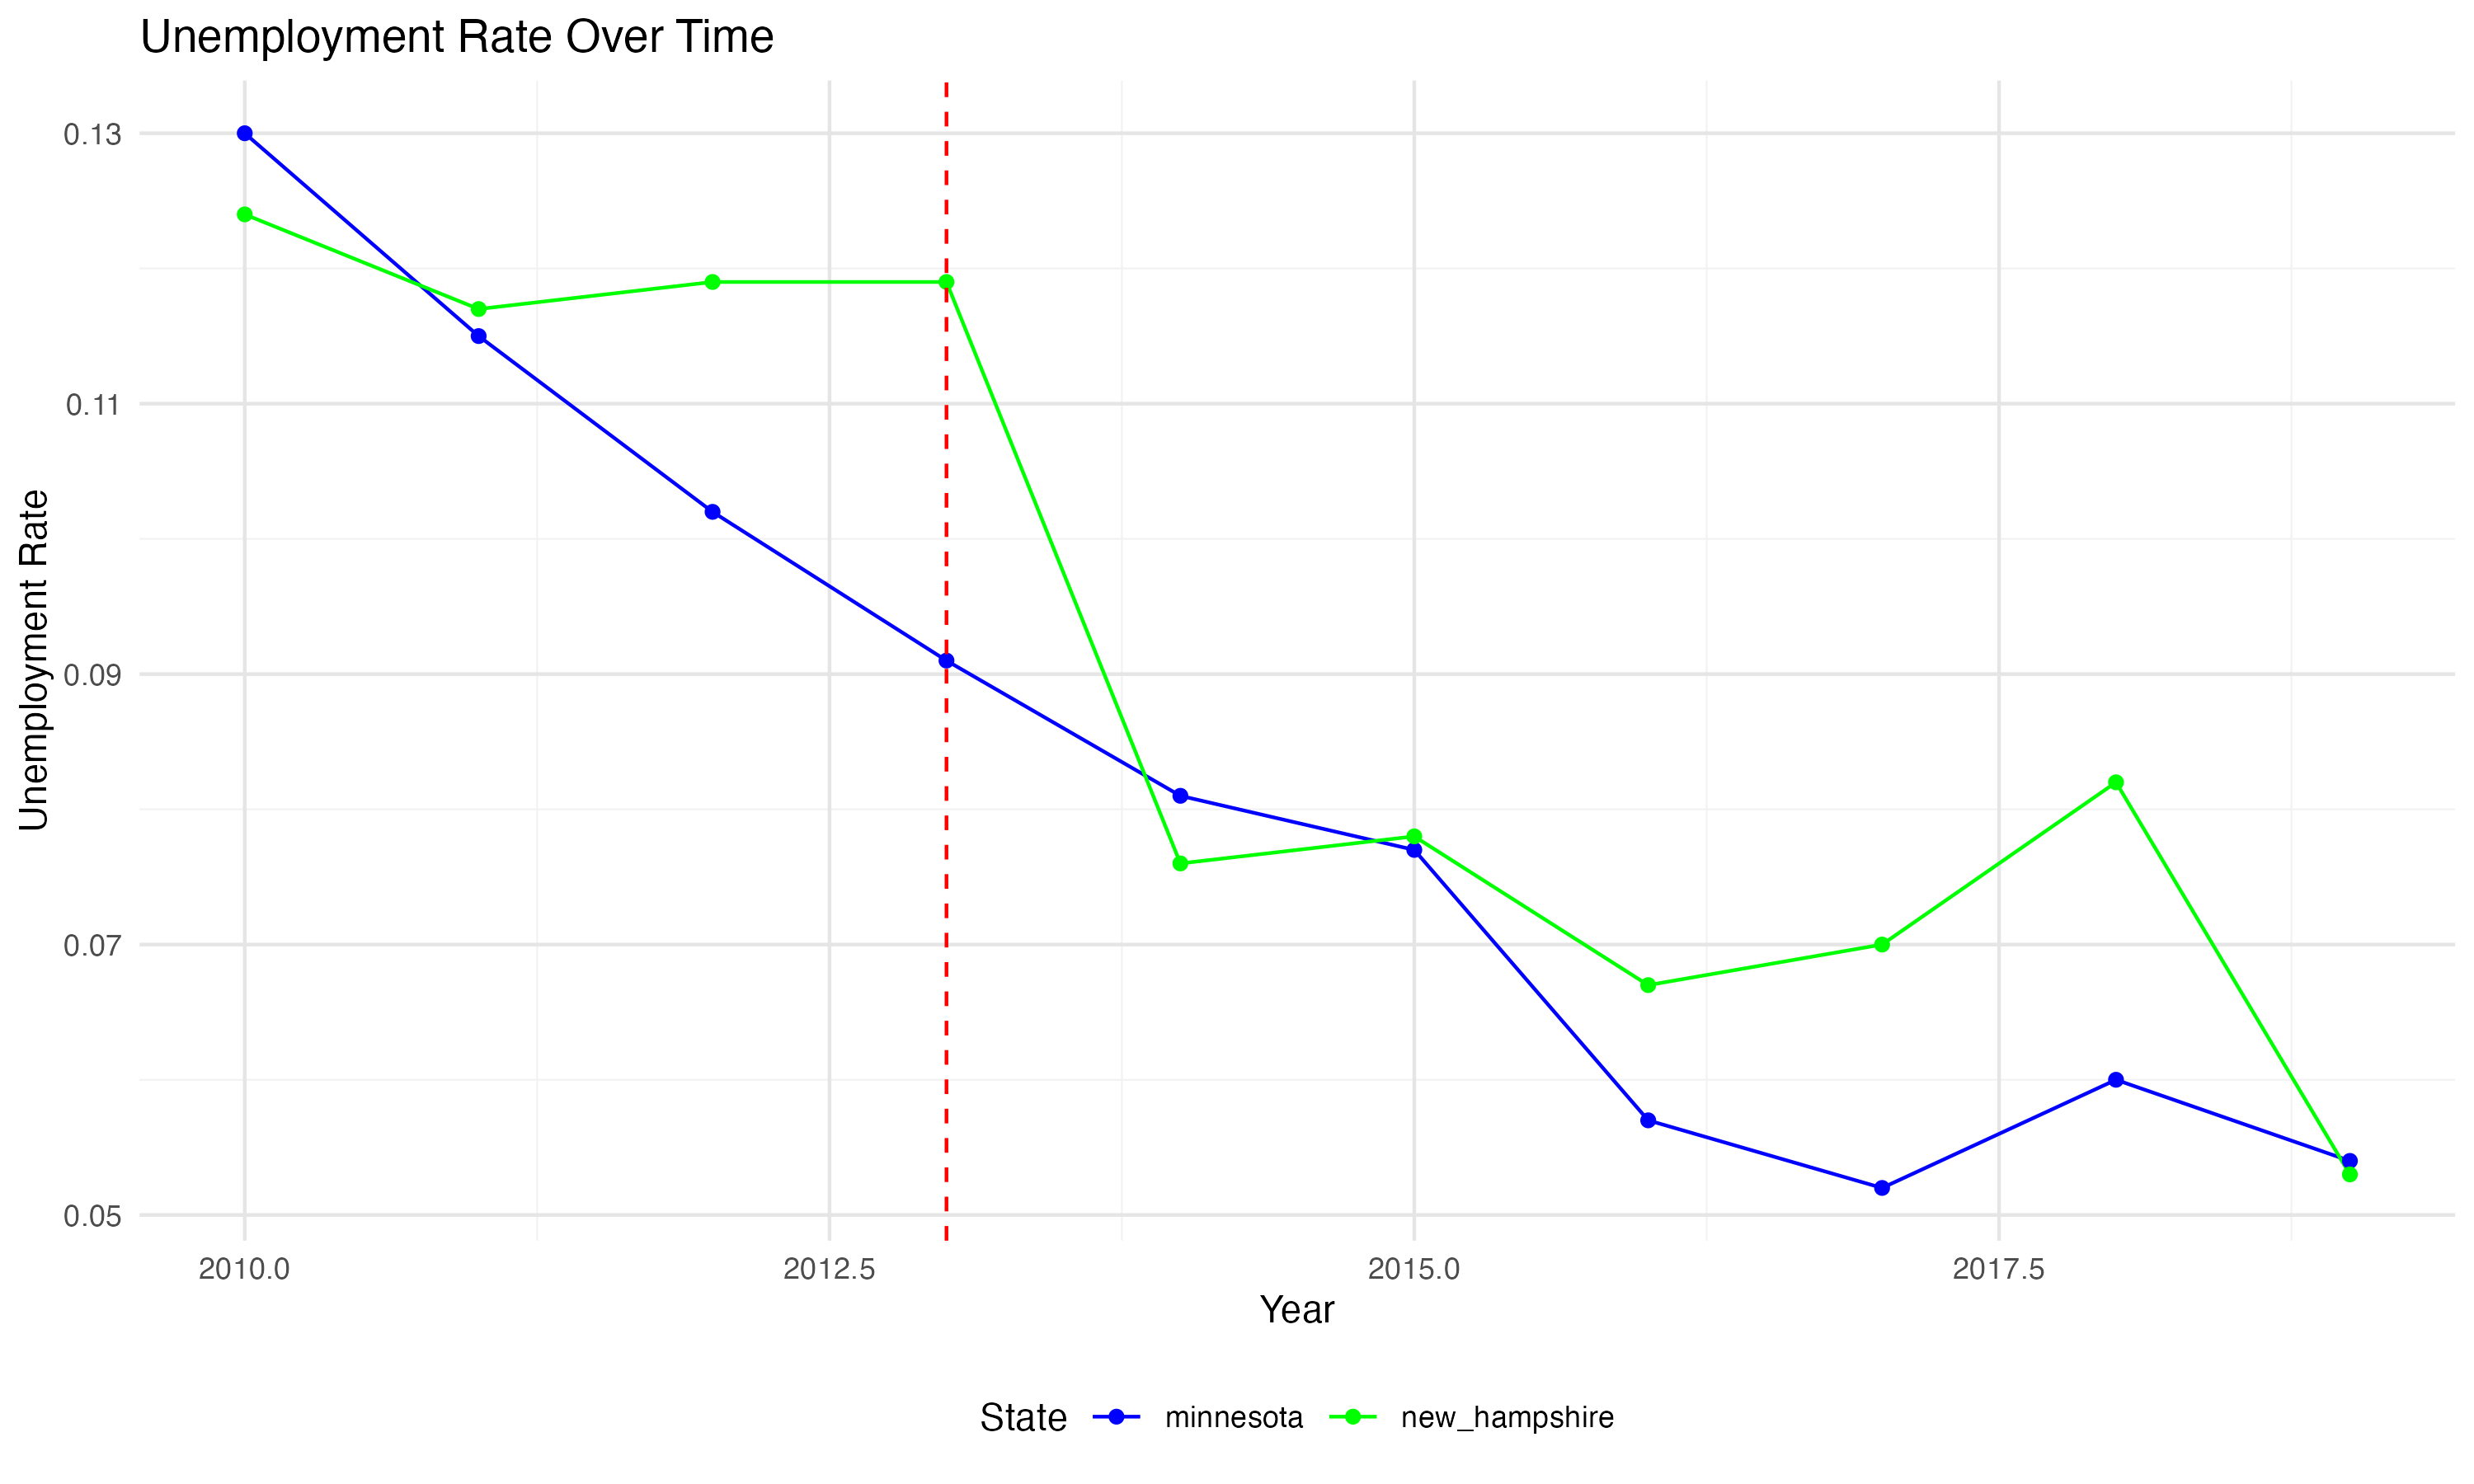 Unemployment Rate Over Time
Unemployment Rate
0.13
0.11
0.09
0.07
0.05
2010.0 2012.5 2015.0 2017.5
Year
State minnesota new_hampshire